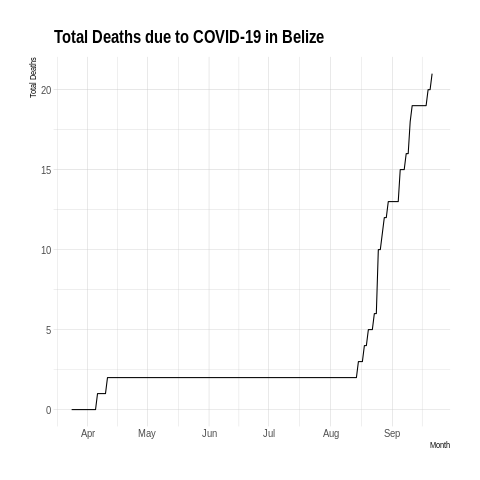 Total Deaths due to COVID-19 in Belize
Total Deaths
20
15
10
5
0
Apr May Jun Jul Aug Sep
Month